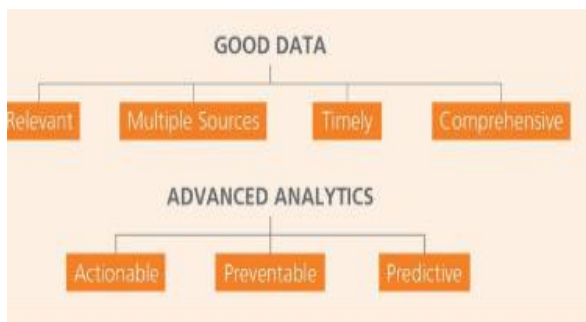 GOOD DATA
Relevant Multiple Sources Timely Comprehensive
ADVANCED ANALYTICS
Actionable Preventable Predictive